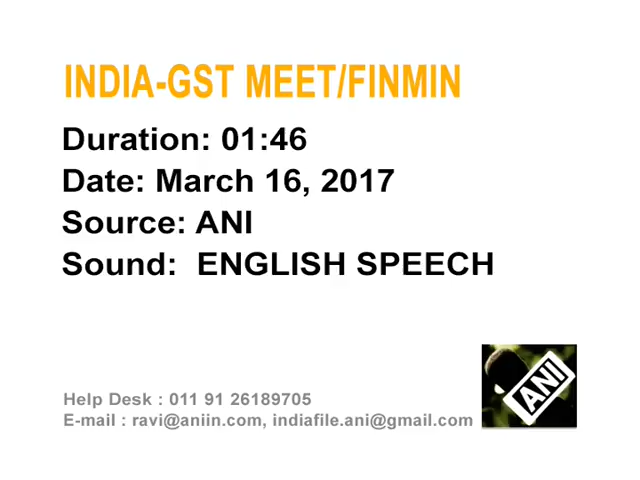 INDIA-GST MEET/FINMIN
Duration: 01:46
Date: March 16, 2017
Source: ANI
Sound: ENGLISH SPEECH
ANI
Help Desk : 011 91 26189705
E-mail : ravi@aniin.com, indiafile.ani@gmail.com